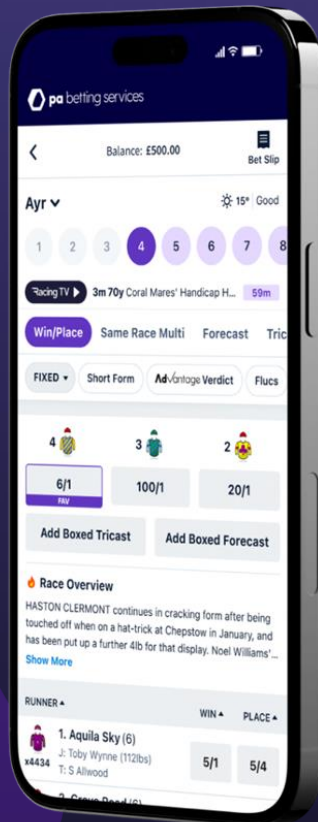 pa betting services
Balance: £500.00
Bet Slip
Ayr
15° Good
1 2 3 4 5 6 7 8
Racing TV 3m 70y Coral Mares' Handicap H... 59m
Win/Place Same Race Multi Forecast Tric
FIXED Short Form AdVantage Verdict Flucs
4 3 2
6/1 100/1 20/1
FAV
Add Boxed Tricast Add Boxed Forecast
Race Overview
HASTON CLERMONT continues in cracking form after being
touched off when on a hat-trick at Chepstow in January, and
has been put up a further 4lb for that display. Noel Williams'...
Show More
RUNNER WIN PLACE
1. Aquila Sky (6)
J: Toby Wynne (112lbs)
x4434 T: S Allwood
5/1 5/4